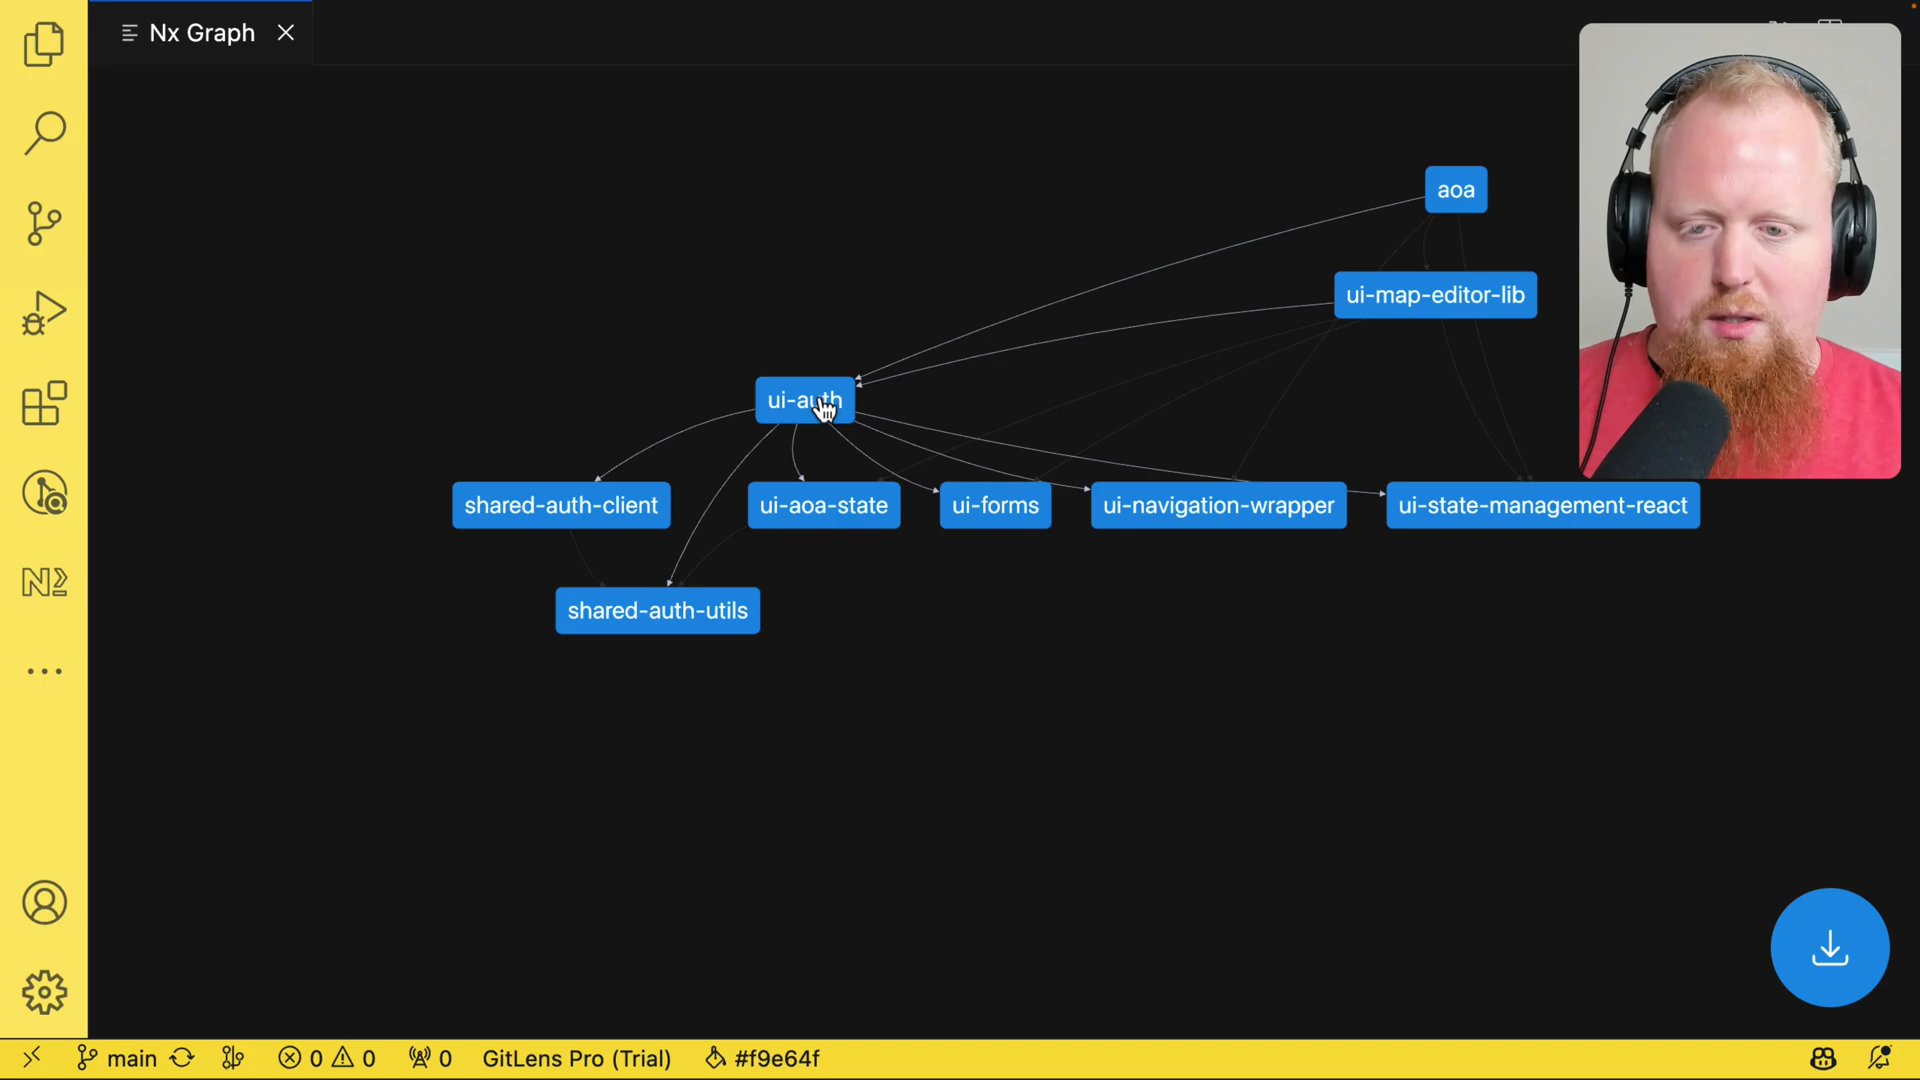 Nx Graph
aoa
ui-map-editor-lib
ui-auth
shared-auth-client
ui-aoa-state
ui-forms
ui-navigation-wrapper
ui-state-management-react
shared-auth-utils
main
0
0
0
GitLens Pro (Trial)
#f9e64f